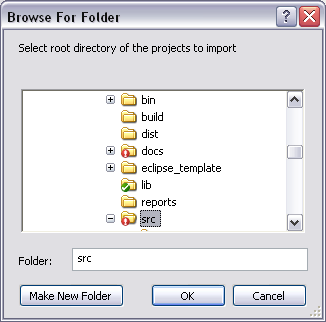 Browse For Folder
Select root directory of the projects to import
bin
build
dist
docs
eclipse_template
lib
reports
src
Folder: src
Make New Folder OK Cancel